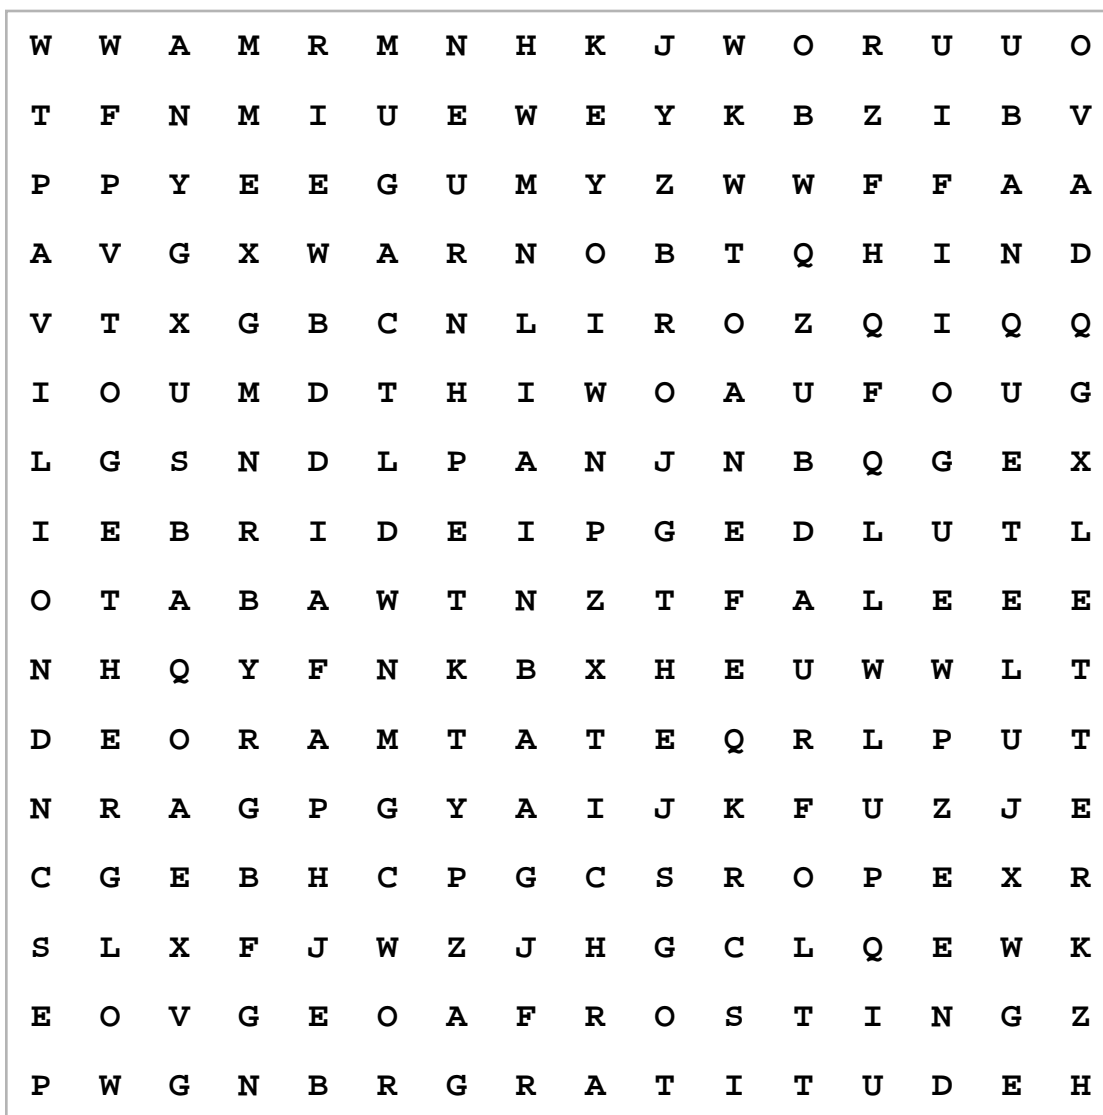 W W A M R M N H K J W O R U U O
T F N M I U E W E Y K B Z I B V
P P Y E E G U M Y Z W W F F A A
A V G X W A R N O B T Q H I N D
V T X G B C N L I R O Z Q I Q Q
I O U M D T H I W O A U F O U G
L G S N D L P A N J N B Q G E X
I E B R I D E I P G E D L U T L
O T A B A W T N Z T F A L E E E
N H Q Y F N K B X H E U W W L T
D E O R A M T A T E Q R L P U T
N R A G P G Y A I J K F U Z J E
C G E B H C P G C S R O P E X R
S L X F J W Z J H G C L Q E W K
E O V G E O A F R O S T I N G Z
P W G N B R G R A T I T U D E H